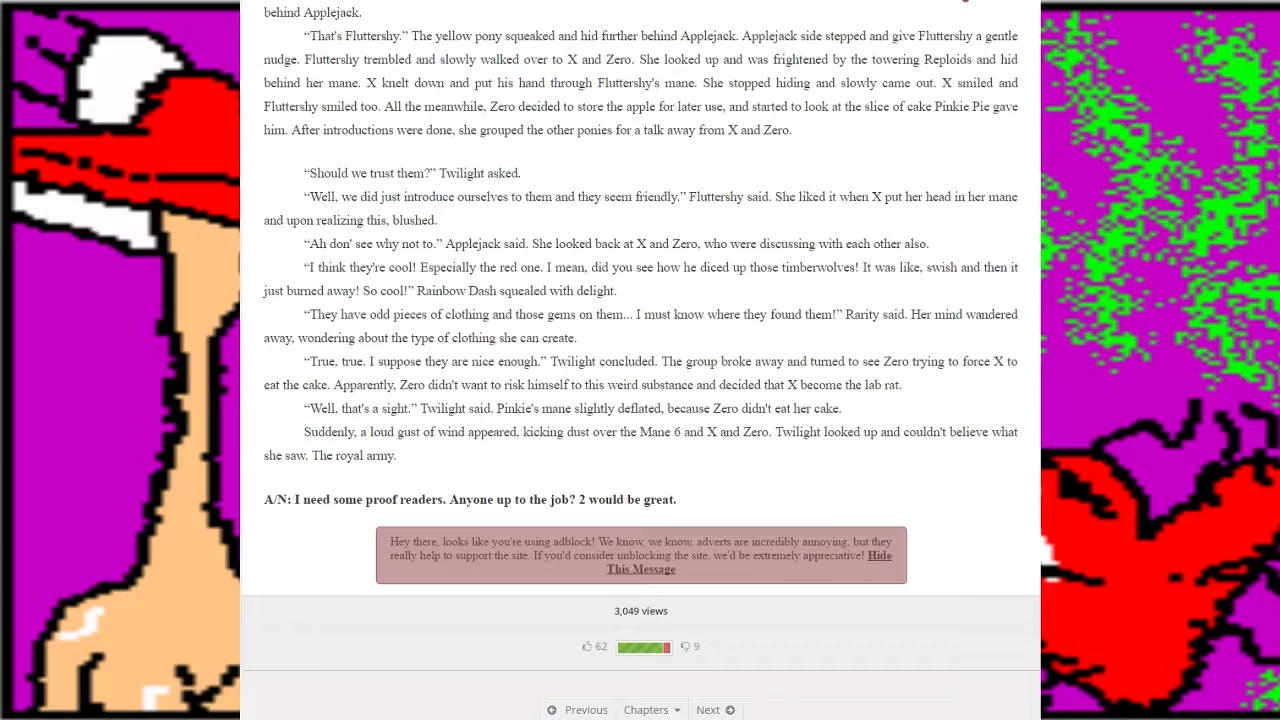 behind Applejack.
“That's Fluttershy.” The yellow pony squeaked and hid further behind Applejack. Applejack side stepped and give Fluttershy a gentle
nudge. Fluttershy trembled and slowly walked over to X and Zero. She looked up and was frightened by the towering Reploids and hid
behind her mane. X knelt down and put his hand through Fluttershy's mane. She stopped hiding and slowly came out. X smiled and
Fluttershy smiled too. All the meanwhile, Zero decided to store the apple for later use, and started to look at the slice of cake Pinkie Pie gave
him. After introductions were done, she grouped the other ponies for a talk away from X and Zero.
“Should we trust them?” Twilight asked.
“Well, we did just introduce ourselves to them and they seem friendly.” Fluttershy said. She liked it when X put her head in her mane
and upon realizing this, blushed.
“Ah don' see why not to.” Applejack said. She looked back at X and Zero, who were discussing with each other also.
“I think they're cool! Especially the red one. I mean, did you see how he diced up those timberwolves! It was like, swish and then it
just burned away! So cool!” Rainbow Dash squealed with delight.
“They have odd pieces of clothing and those gems on them... I must know where they found them!” Rarity said. Her mind wandered
away, wondering about the type of clothing she can create.
“True, true. I suppose they are nice enough.” Twilight concluded. The group broke away and turned to see Zero trying to force X to
eat the cake. Apparently, Zero didn't want to risk himself to this weird substance and decided that X become the lab rat.
“Well, that's a sight.” Twilight said. Pinkie's mane slightly deflated, because Zero didn't eat her cake.
Suddenly, a loud gust of wind appeared, kicking dust over the Mane 6 and X and Zero. Twilight looked up and couldn't believe what
she saw. The royal army.
A/N: I need some proof readers. Anyone up to the job? 2 would be great.
Hey there, looks like you're using adblock! We know, we know, adverts are incredibly annoying, but they
really help to support the site. If you'd consider unblocking the site, we'd be extremely appreciative! Hide
This Message
3,049 views
62 9
Previous Chapters Next